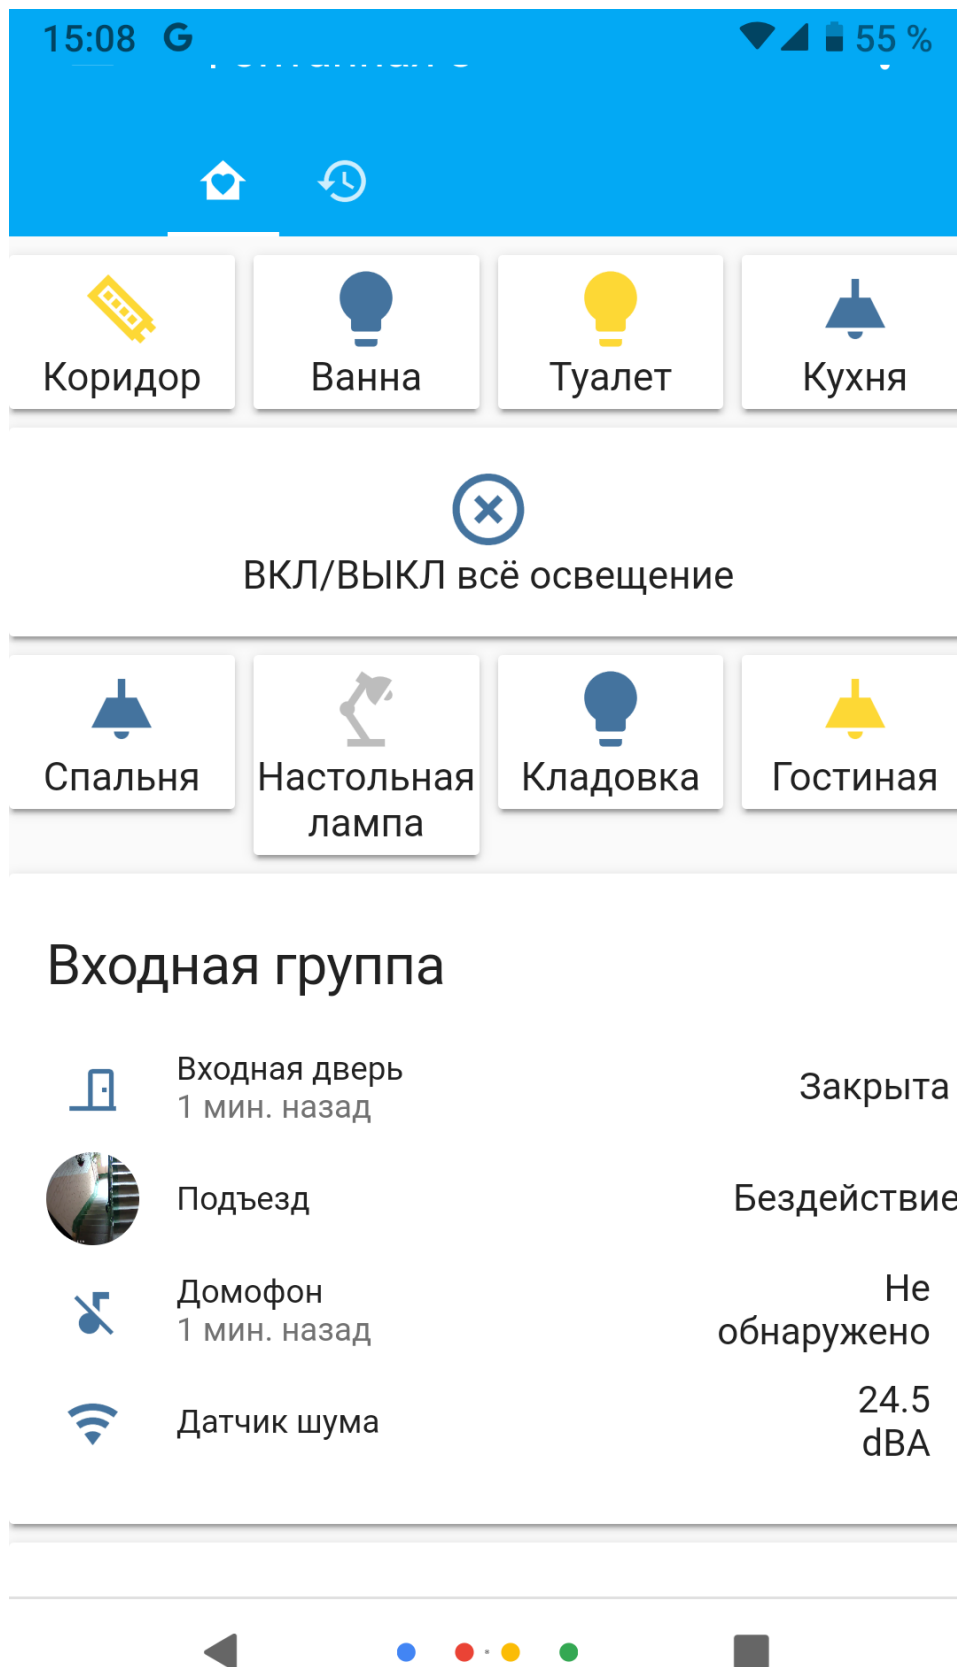 15:08 G 55 %
Коридор Ванна Туалет Кухня
ВКЛ/ВЫКЛ всё освещение
Спальня Настольная Кладовка Гостиная
лампа
Входная группа
Входная дверь
1 мин. назад
Закрыта
Подъезд Бездействие
Домофон
1 мин. назад
Не
обнаружено
Датчик шума
24.5
dBA